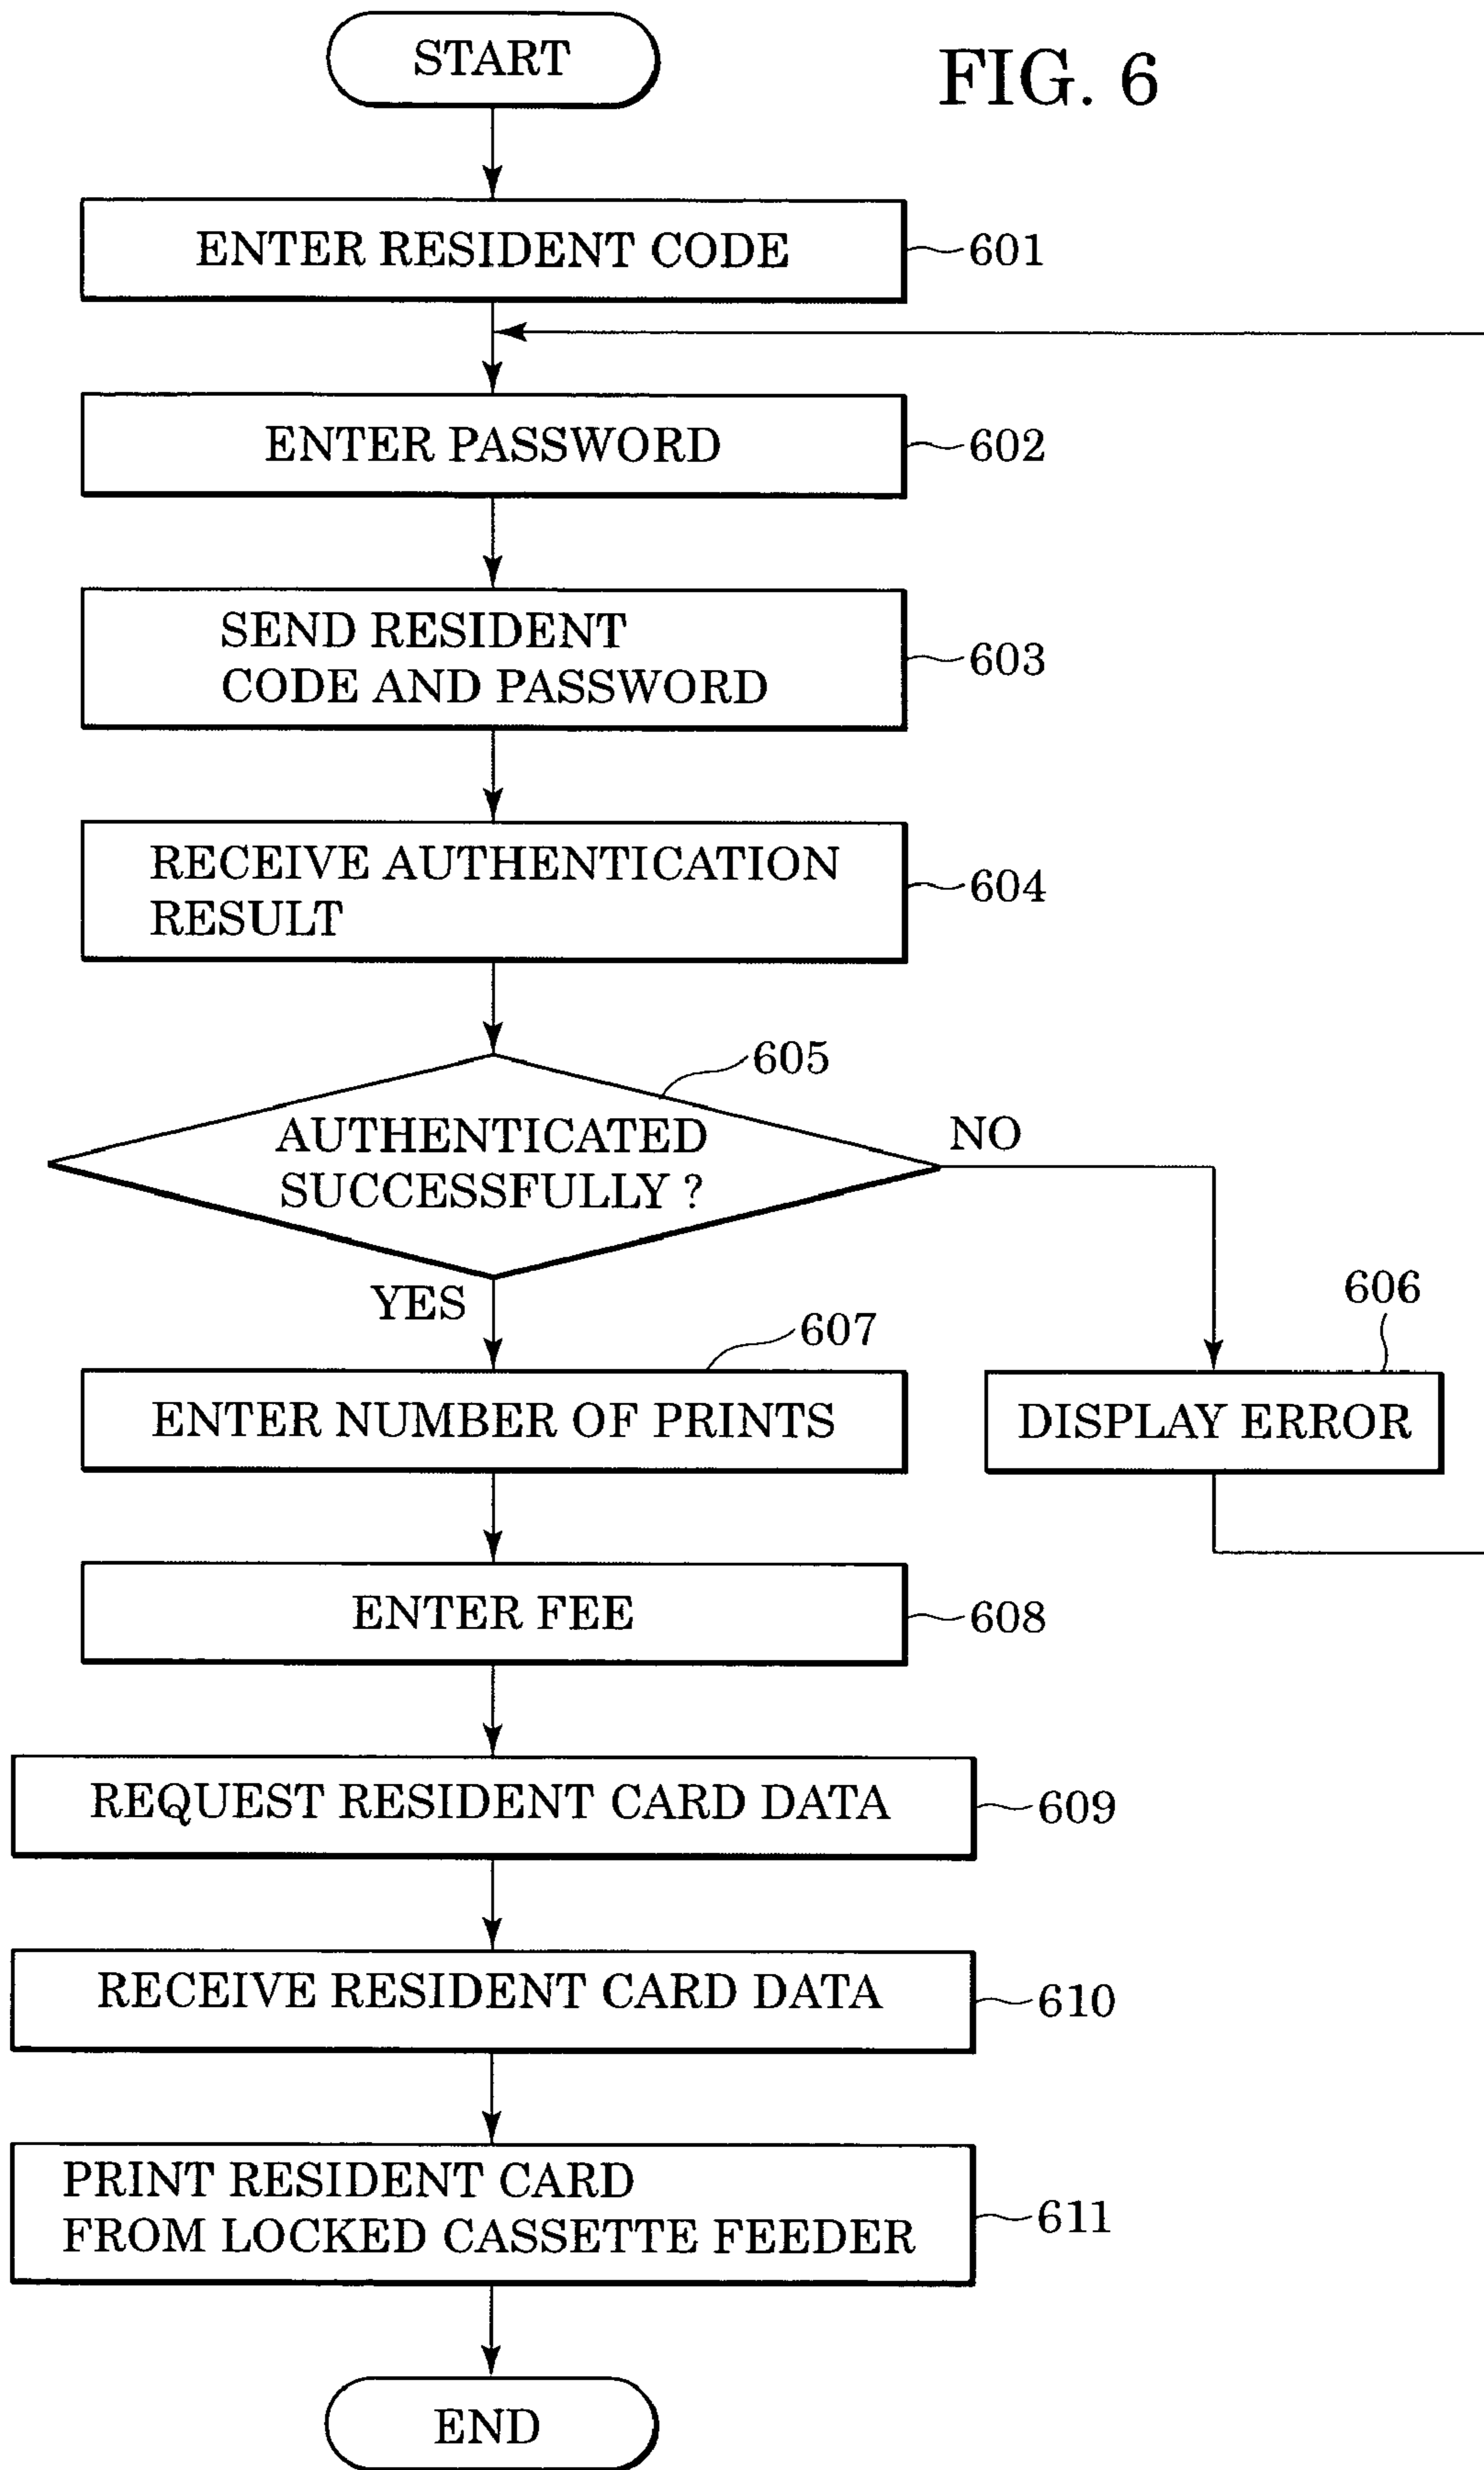 START
FIG. 6
ENTER RESIDENT CODE
601
ENTER PASSWORD
602
SEND RESIDENT
CODE AND PASSWORD
603
RECEIVE AUTHENTICATION
RESULT
604
605
AUTHENTICATED
SUCCESSFULLY ?
NO
YES
606
607
ENTER NUMBER OF PRINTS
DISPLAY ERROR
ENTER FEE
608
REQUEST RESIDENT CARD DATA
609
RECEIVE RESIDENT CARD DATA
610
PRINT RESIDENT CARD
FROM LOCKED CASSETTE FEEDER
611
END